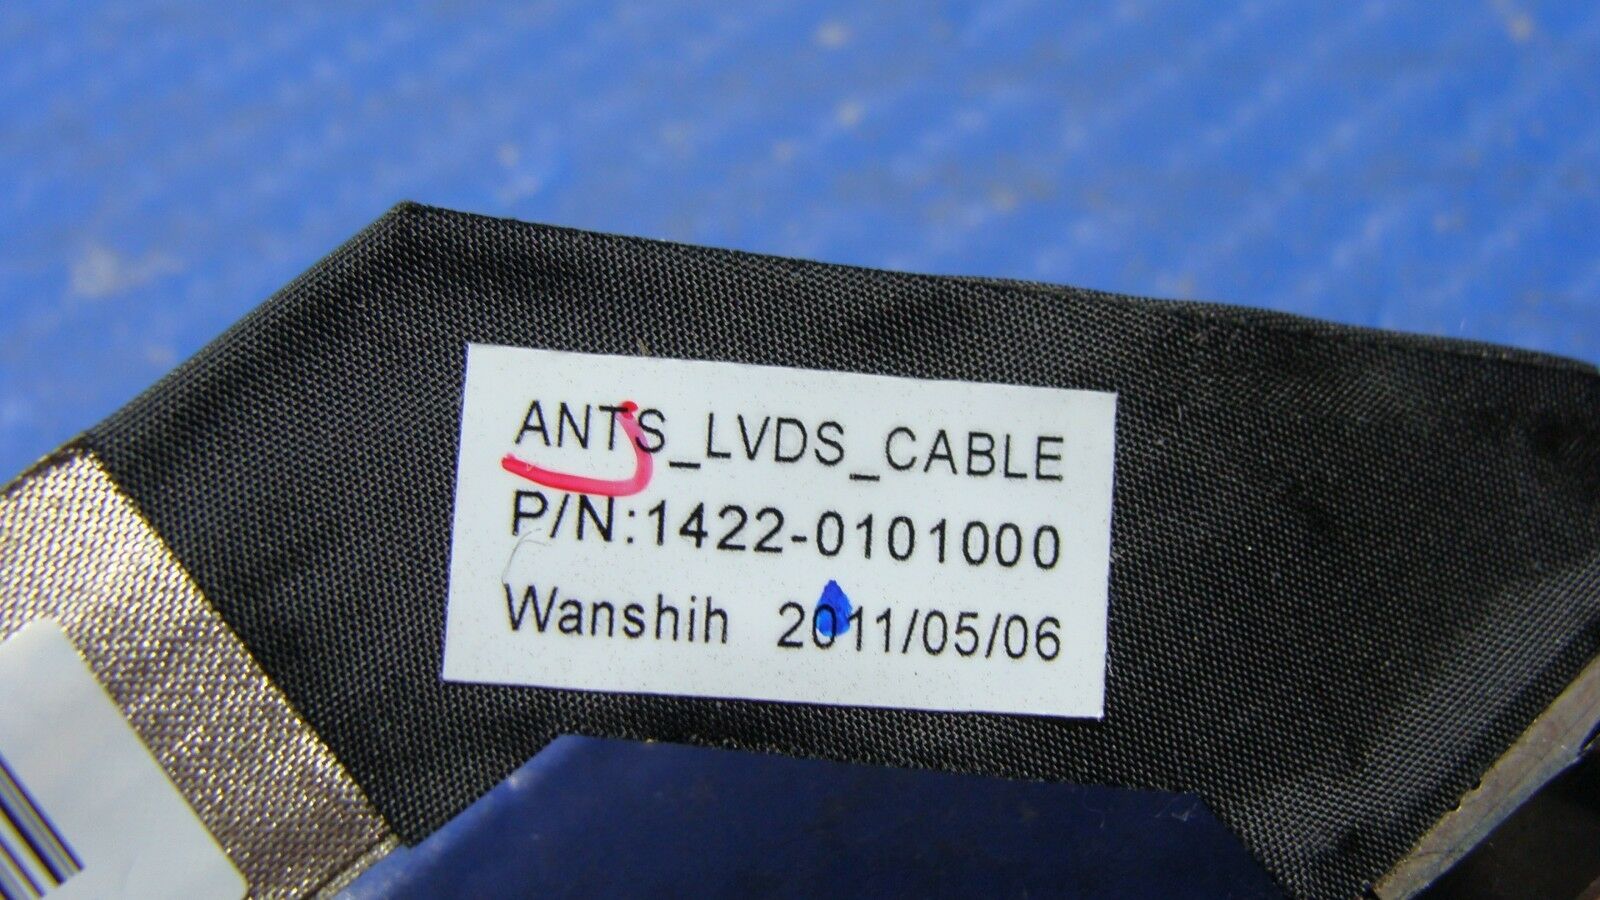 ANTS_LVDS_CABLE
P/N:1422-0101000
Wanshih 2011/05/06